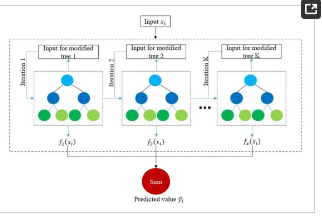 Input xᵢ
Input for modified
tree 1
Input for modified
tree 2
Input for modified
tree K
Iteration 1
Iteration 2
Iteration K
...
f₁(xᵢ)
f₂(xᵢ)
fₖ(xᵢ)
Sum
Predicted value ŷᵢ